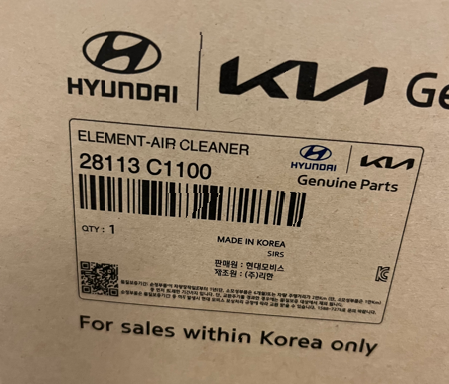 HYUNDAI KIA Ge
ELEMENT-AIR CLEANER
28113 C1100
HYUNDAI KIA
Genuine Parts
QTY : 1
MADE IN KOREA
SIRS
판매원 : 현대모비스
제조원 : (주)리한
For sales within Korea only